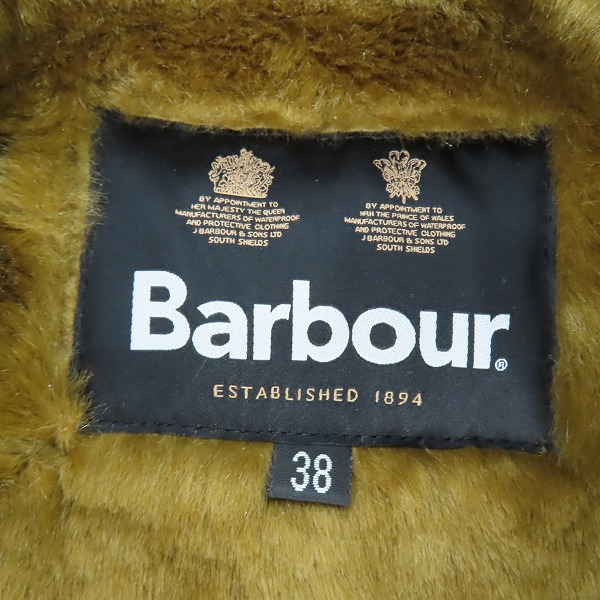 BY APPOINTMENT TO
HER MAJESTY THE QUEEN
MANUFACTURERS OF WATERPROOF
AND PROTECTIVE CLOTHING
J BARBOUR & SONS LTD
SOUTH SHIELDS
BY APPOINTMENT TO
HRH THE PRINCE OF WALES
MANUFACTURERS OF WATERPROOF
AND PROTECTIVE CLOTHING
J BARBOUR & SONS LTD
SOUTH SHIELDS
Barbour®
ESTABLISHED 1894
38